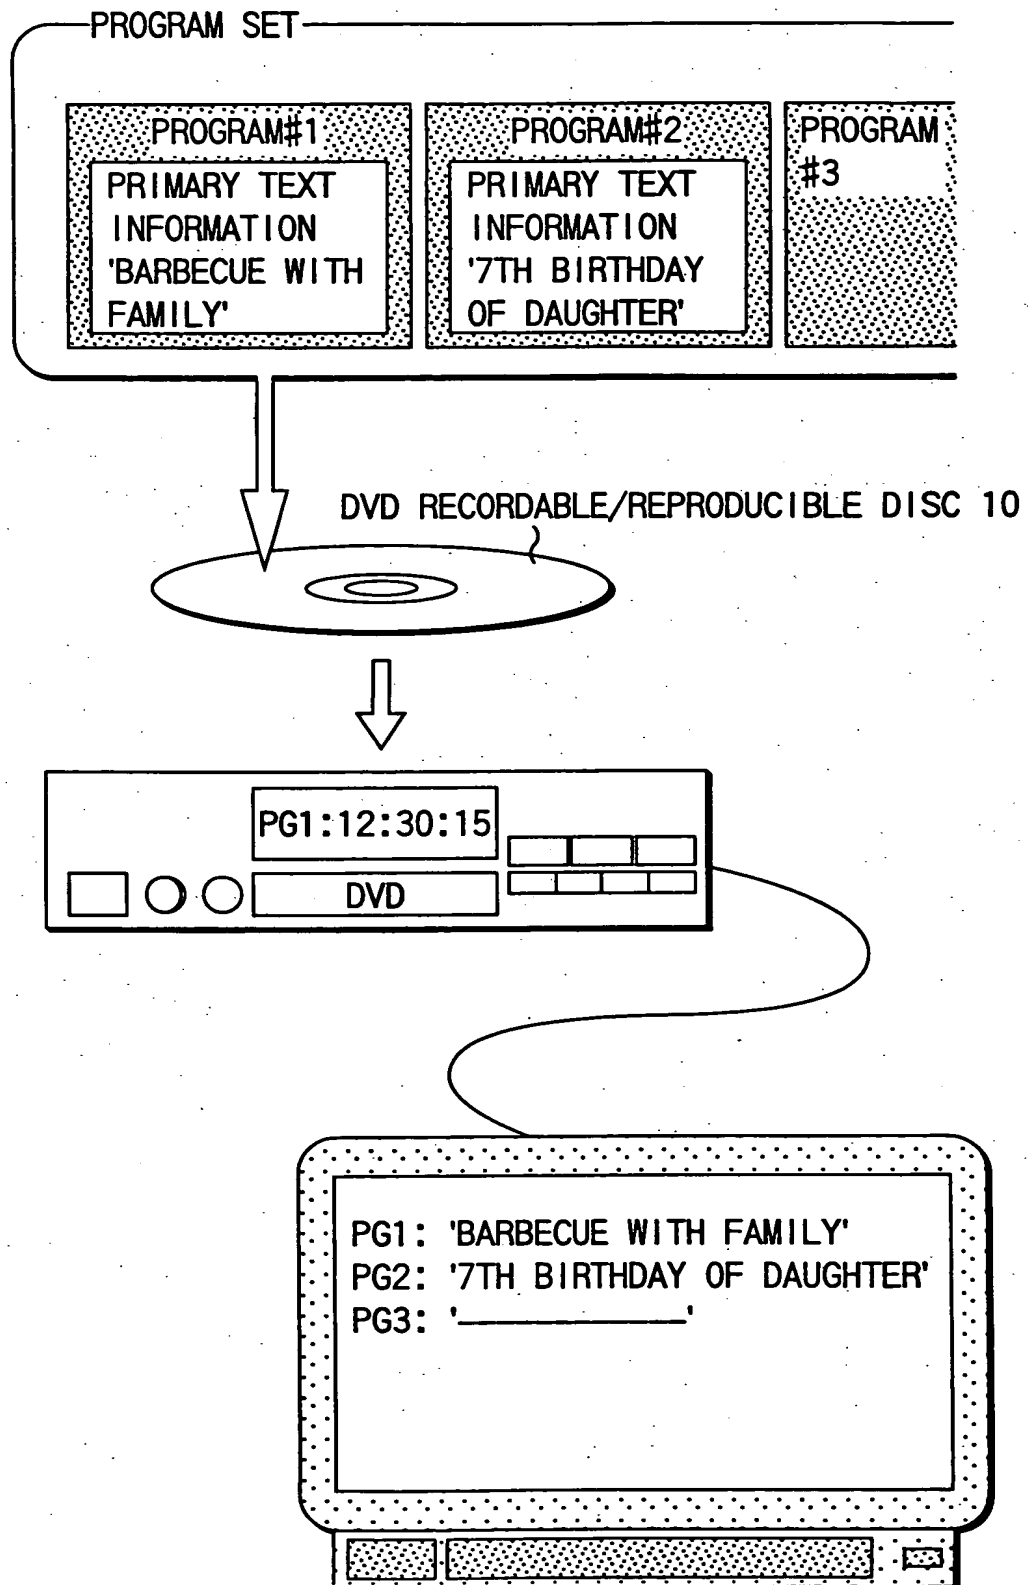 PROGRAM SET
PROGRAM#1
PRIMARY TEXT
INFORMATION
'BARBECUE WITH
FAMILY'
PROGRAM#2
PRIMARY TEXT
INFORMATION
'7TH BIRTHDAY
OF DAUGHTER'
PROGRAM
#3
DVD RECORDABLE/REPRODUCIBLE DISC 10
PG1:12:30:15
DVD
PG1: 'BARBECUE WITH FAMILY'
PG2: '7TH BIRTHDAY OF DAUGHTER'
PG3: '————'